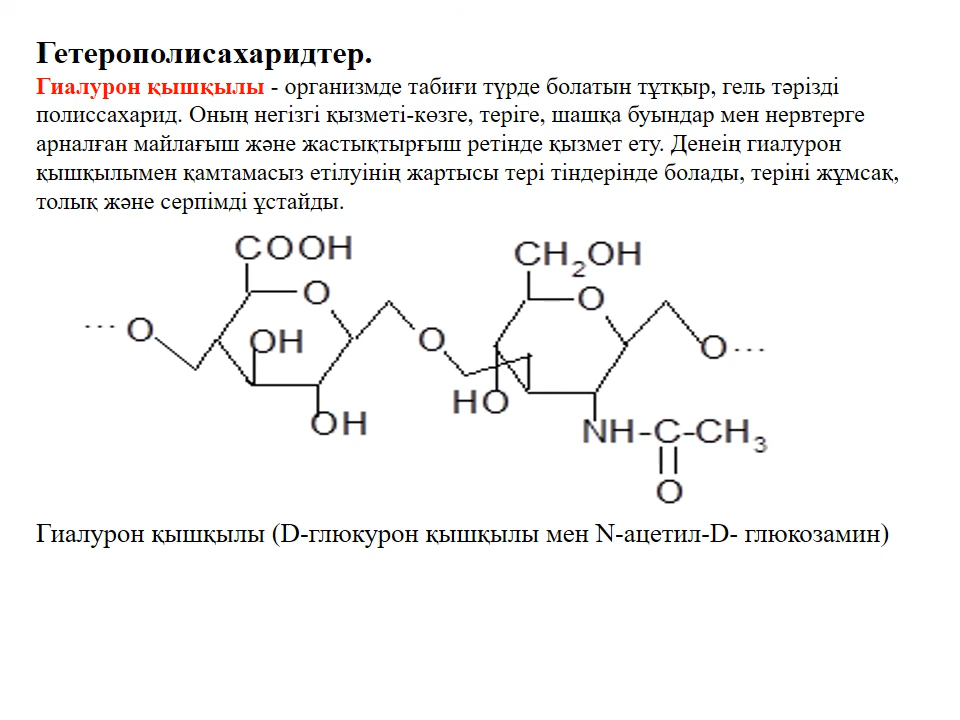 Гетерополисахаридтер.
Гиалурон қышқылы - организмде табиғи түрде болатын тұтқыр, гель тәрізді
полиссахарид. Оның негізгі қызметі-көзге, теріге, шашқа буындар мен нервтерге
арналған майлағыш және жастықтырғыш ретінде қызмет ету. Денеің гиалурон
қышқылымен қамтамасыз етілуінің жартысы тері тіндерінде болады, теріні жұмсақ,
толық және серпімді ұстайды.
COOH
CH₂OH
O
O
... O
OH
O
O ...
HO
OH
NH-C-CH₃
O
Гиалурон қышқылы (D-глюкурон қышқылы мен N-ацетил-D- глюкозамин)